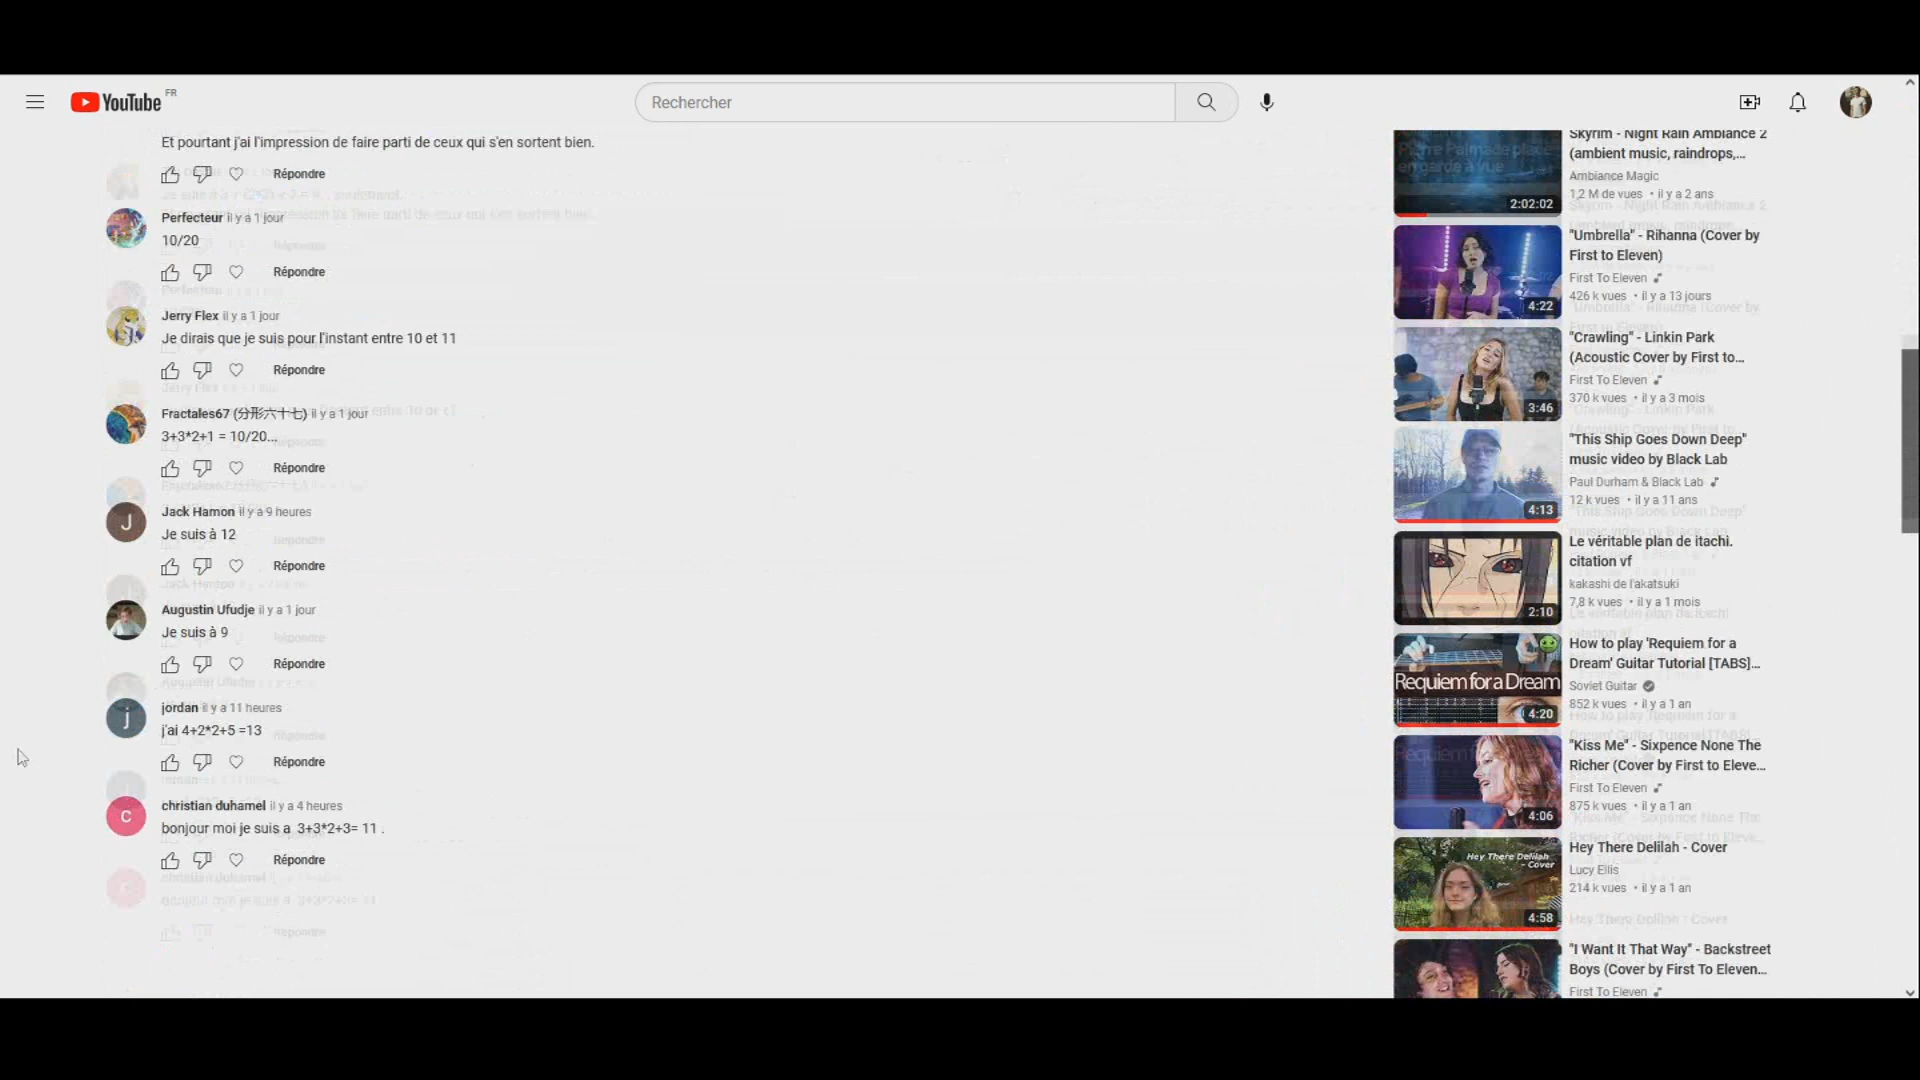 YouTube FR
Rechercher
Et pourtant j'ai l'impression de faire parti de ceux qui s'en sortent bien.
Répondre
Perfecteur il y a 1 jour
10/20
Répondre
Jerry Flex il y a 1 jour
Je dirais que je suis pour l'instant entre 10 et 11
Répondre
Fractales67 (分形六十七) il y a 1 jour
3+3*2+1 = 10/20...
Répondre
Jack Hamon il y a 9 heures
Je suis à 12
Répondre
Augustin Ufudje il y a 1 jour
Je suis à 9
Répondre
jordan il y a 11 heures
j'ai 4+2*2+5 =13
Répondre
christian duhamel il y a 4 heures
bonjour moi je suis a 3+3*2+3= 11 .
Répondre
Pierre Palmade placé
en garde à vue
2:02:02
Skyrim - Night Rain Ambiance 2
(ambient music, raindrops,...
Ambiance Magic
1,2 M de vues • il y a 2 ans
4:22
"Umbrella" - Rihanna (Cover by
First to Eleven)
First To Eleven
426 k vues • il y a 13 jours
3:46
"Crawling" - Linkin Park
(Acoustic Cover by First to...
First To Eleven
370 k vues • il y a 3 mois
4:13
"This Ship Goes Down Deep"
music video by Black Lab
Paul Durham & Black Lab
12 k vues • il y a 11 ans
2:10
Le véritable plan de itachi.
citation vf
kakashi de l'akatsuki
7,8 k vues • il y a 1 mois
Requiem for a Dream
4:20
How to play 'Requiem for a
Dream' Guitar Tutorial [TABS]...
Soviet Guitar
852 k vues • il y a 1 an
4:06
"Kiss Me" - Sixpence None The
Richer (Cover by First to Eleve...
First To Eleven
875 k vues • il y a 1 an
Hey There Delilah
- Cover
4:58
Hey There Delilah - Cover
Lucy Ellis
214 k vues • il y a 1 an
"I Want It That Way" - Backstreet
Boys (Cover by First To Eleven...
First To Eleven